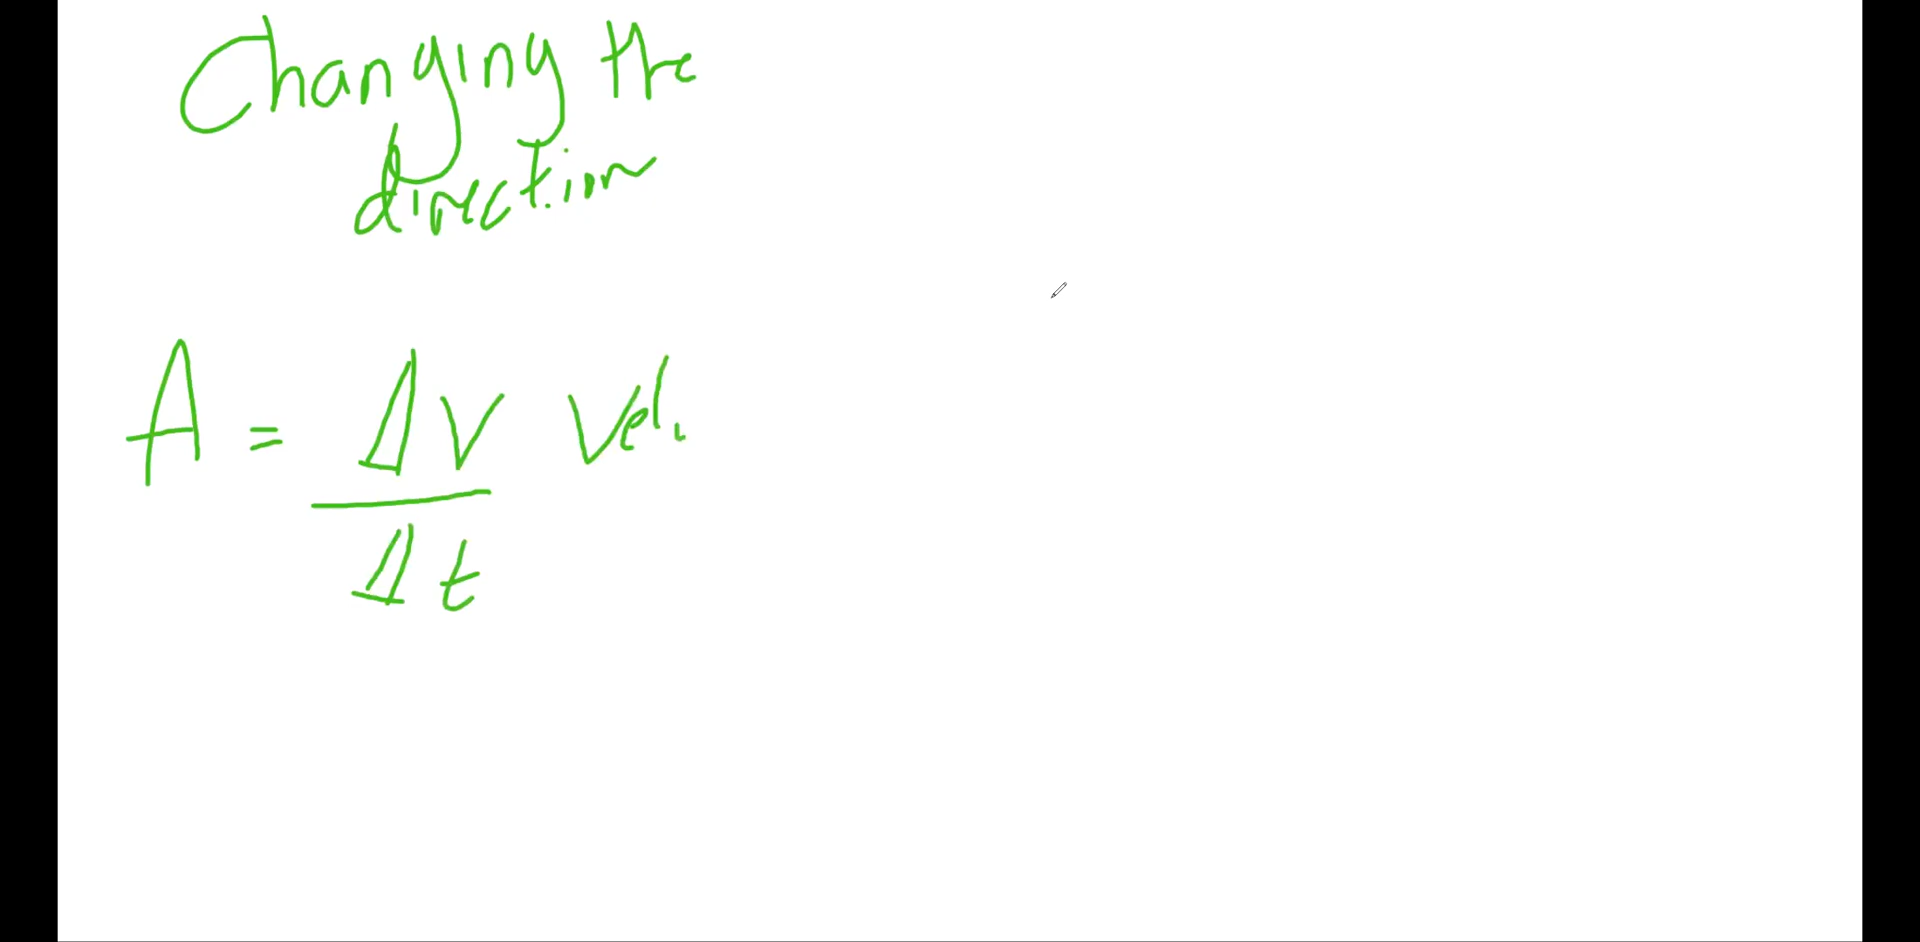 Changing the
direction
A = Δv vel.
Δt